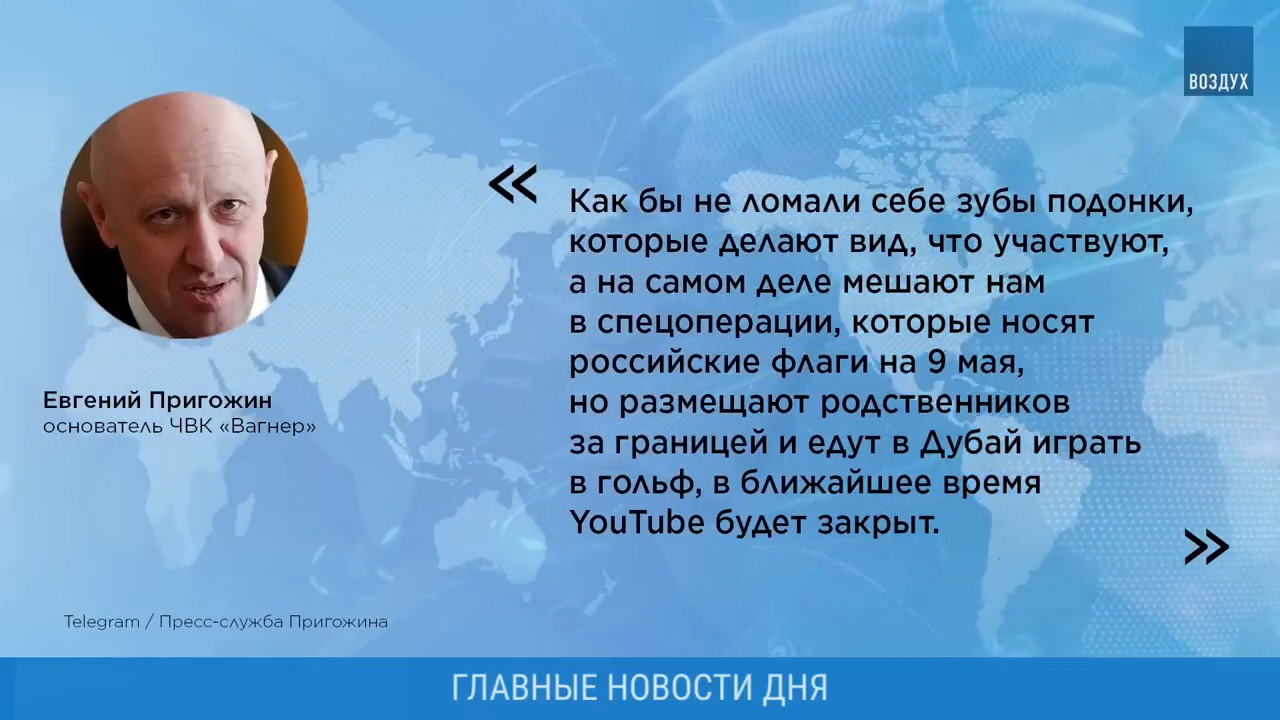 ВОЗДУХ
«
Как бы не ломали себе зубы подонки,
которые делают вид, что участвуют,
а на самом деле мешают нам
в спецоперации, которые носят
российские флаги на 9 мая,
но размещают родственников
за границей и едут в Дубай играть
в гольф, в ближайшее время
YouTube будет закрыт.
»
Евгений Пригожин
основатель ЧВК «Вагнер»
Telegram / Пресс-служба Пригожина
ГЛАВНЫЕ НОВОСТИ ДНЯ